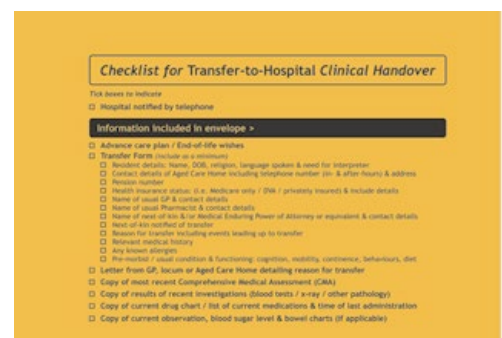 Checklist for Transfer-to-Hospital Clinical Handover
Tick boxes to indicate
Hospital notified by telephone
Information included in envelope >
Advance care plan / End-of-life wishes
Transfer Form (include as a minimum)
Resident details: Name, DOB, religion, language spoken & need for interpreter
Contact details of Aged Care Home including telephone number (in- & after-hours) & address
Pension number
Health insurance status: (i.e. Medicare only / DVA / privately insured) & include details
Name of usual GP & contact details
Name of usual Pharmacist & contact details
Name of next-of-kin &/or Medical Enduring Power of Attorney or equivalent & contact details
Next-of-kin notified of transfer
Reason for transfer including events leading up to transfer
Relevant medical history
Any known allergies
Pre-morbid / usual condition & functioning: cognition, mobility, continence, behaviours, diet
Letter from GP, locum or Aged Care Home detailing reason for transfer
Copy of most recent Comprehensive Medical Assessment (CMA)
Copy of results of recent investigations (blood tests / x-ray / other pathology)
Copy of current drug chart / list of current medications & time of last administration
Copy of current observation, blood sugar level & bowel charts (if applicable)